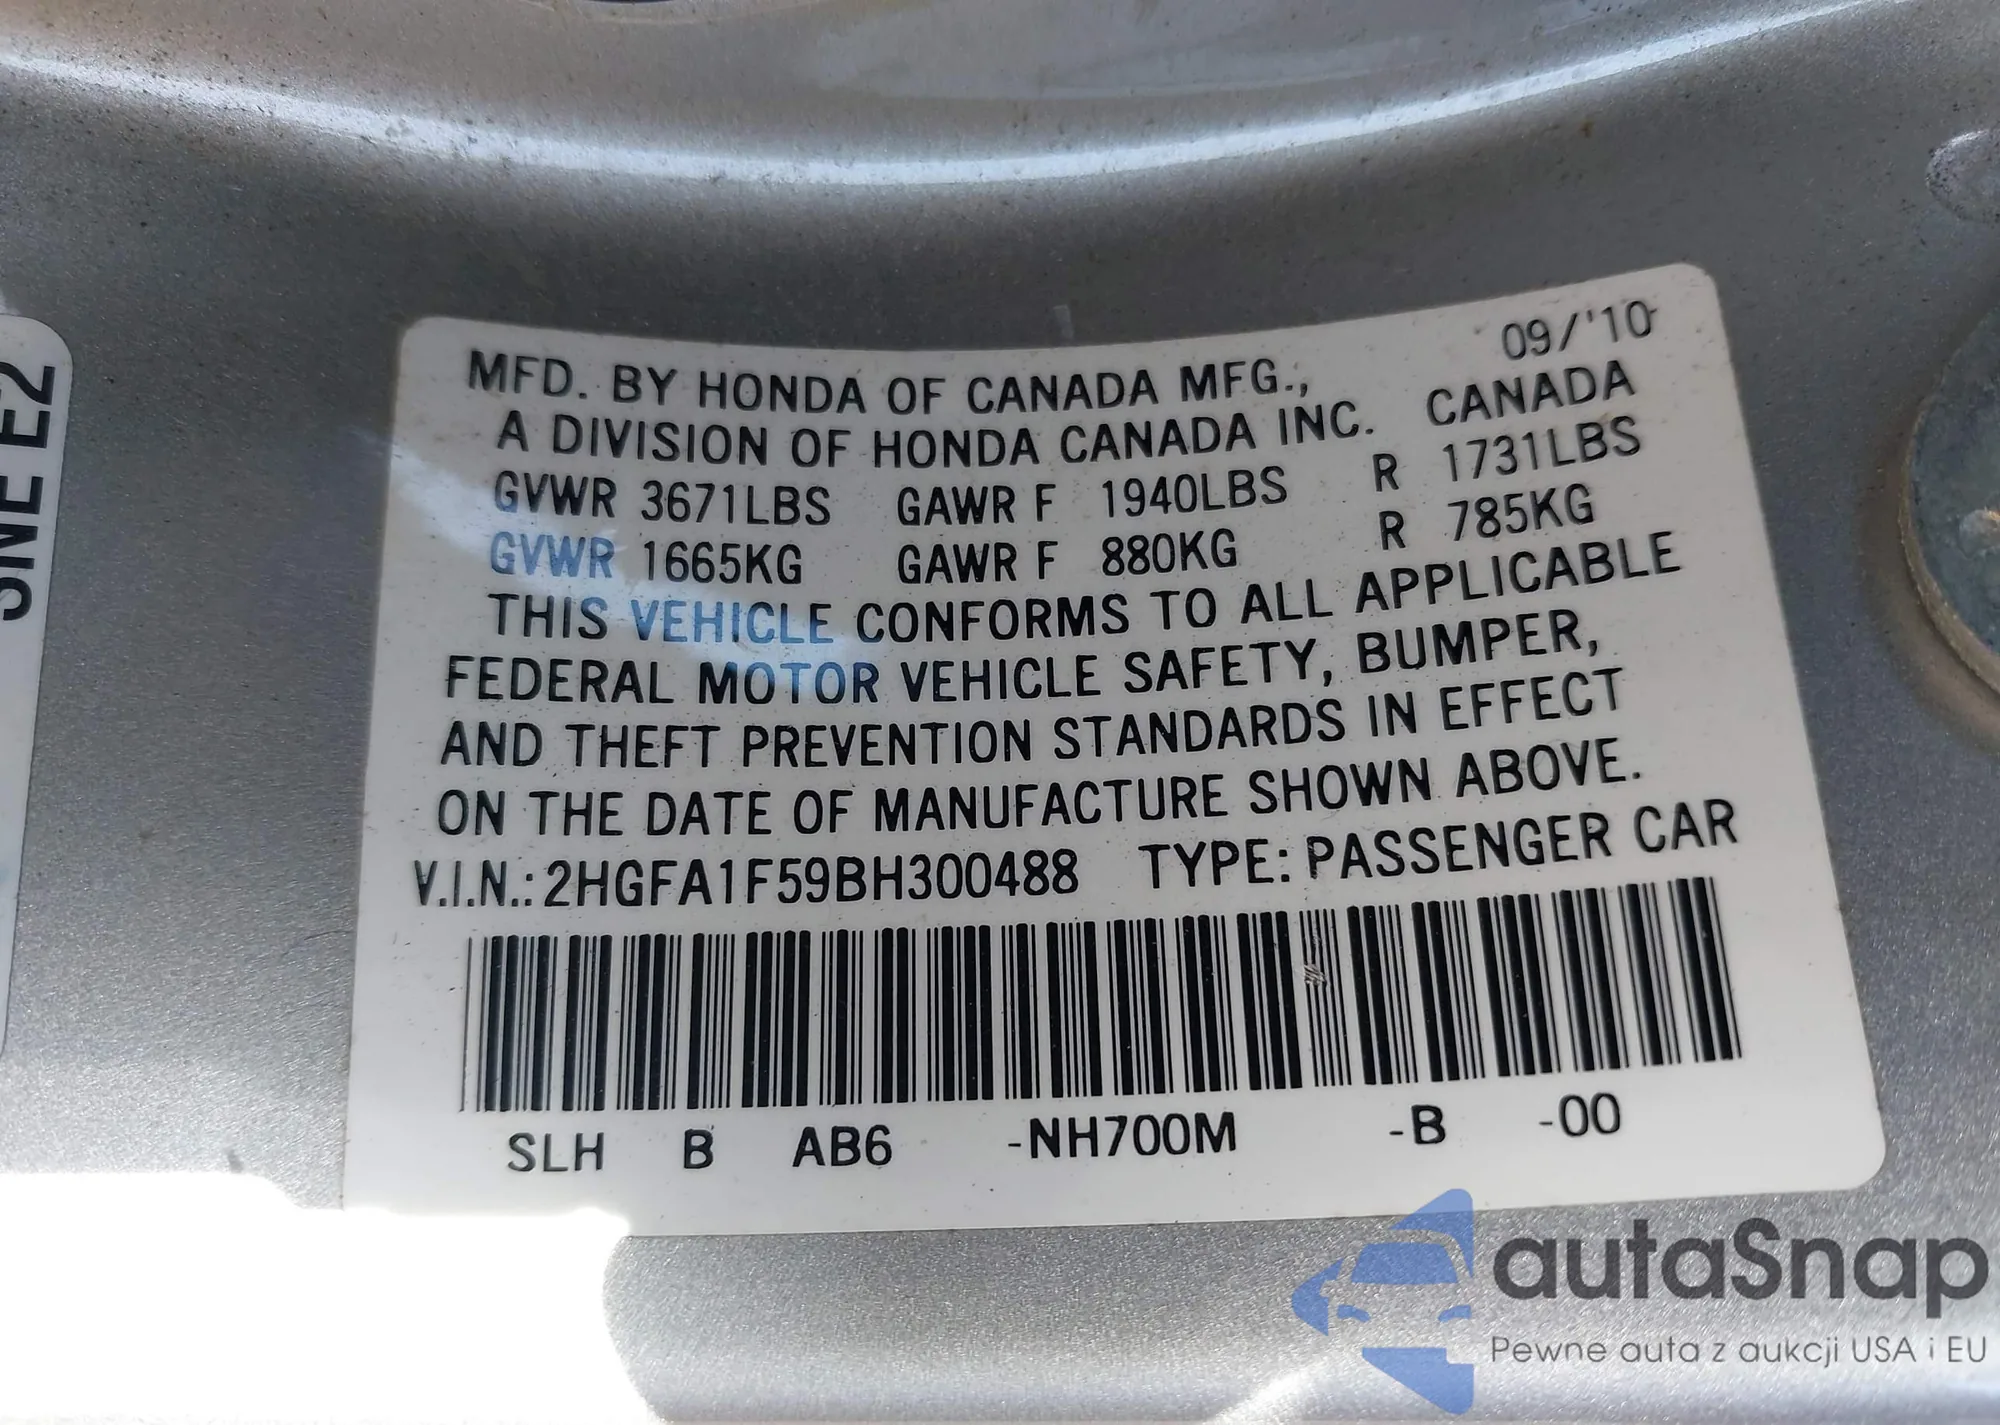 SNE E2
09/'10
MFD. BY HONDA OF CANADA MFG.,
A DIVISION OF HONDA CANADA INC. CANADA
GVWR 3671LBS GAWR F 1940LBS R 1731LBS
GVWR 1665KG GAWR F 880KG R 785KG
THIS VEHICLE CONFORMS TO ALL APPLICABLE
FEDERAL MOTOR VEHICLE SAFETY, BUMPER,
AND THEFT PREVENTION STANDARDS IN EFFECT
ON THE DATE OF MANUFACTURE SHOWN ABOVE.
V.I.N.: 2HGFA1F59BH300488 TYPE: PASSENGER CAR
SLH B AB6 -NH700M -B -00
autaSnap
Pewne auta z aukcji USA i EU